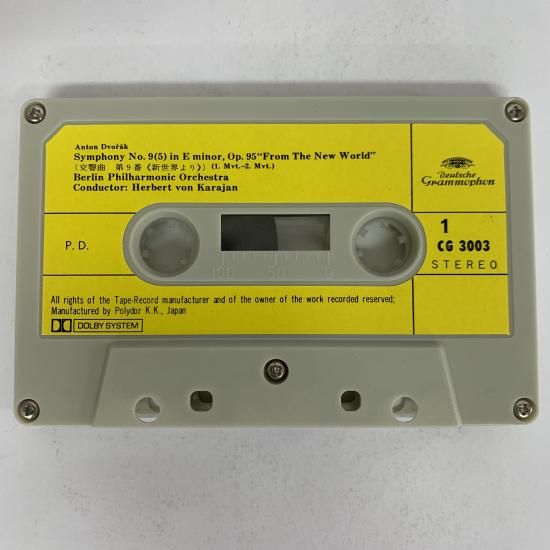 Anton Dvořák
Symphony No. 9(5) in E minor, Op. 95 "From The New World"
(交響曲 第9番《新世界より》) (1. Mvt.-2. Mvt.)
Berlin Philharmonic Orchestra
Conductor: Herbert von Karajan
Deutsche
Grammophon
P. D.
1
CG 3003
STEREO
100 50 0
All rights of the Tape-Record manufacturer and of the owner of the work recorded reserved;
Manufactured by Polydor K.K., Japan
DOLBY SYSTEM